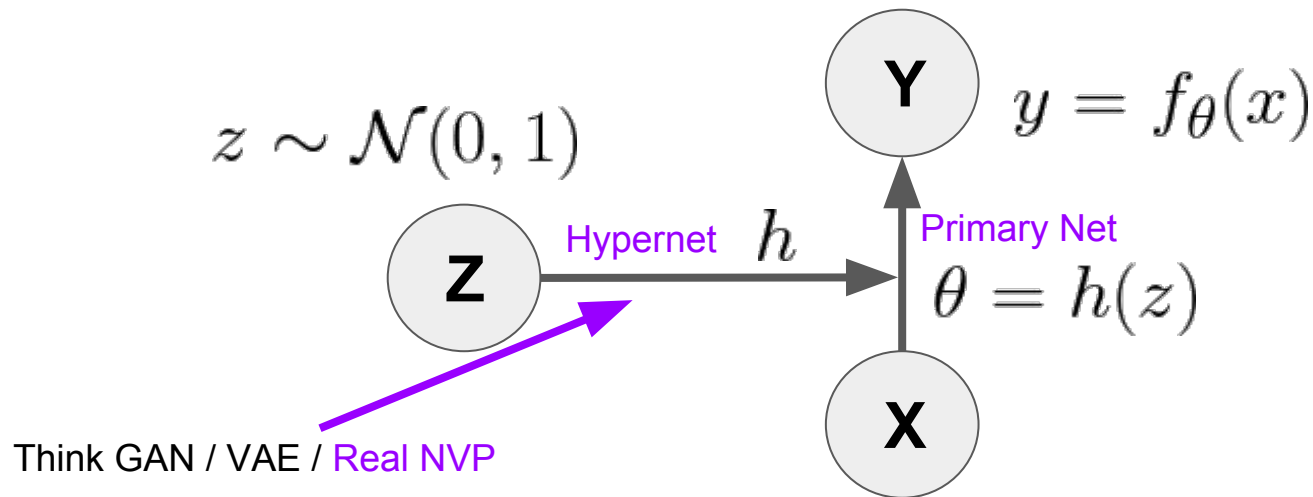 Y
y = f_θ(x)
z ∼ 𝒩(0, 1)
Hypernet h
Primary Net
Z
θ = h(z)
X
Think GAN / VAE / Real NVP